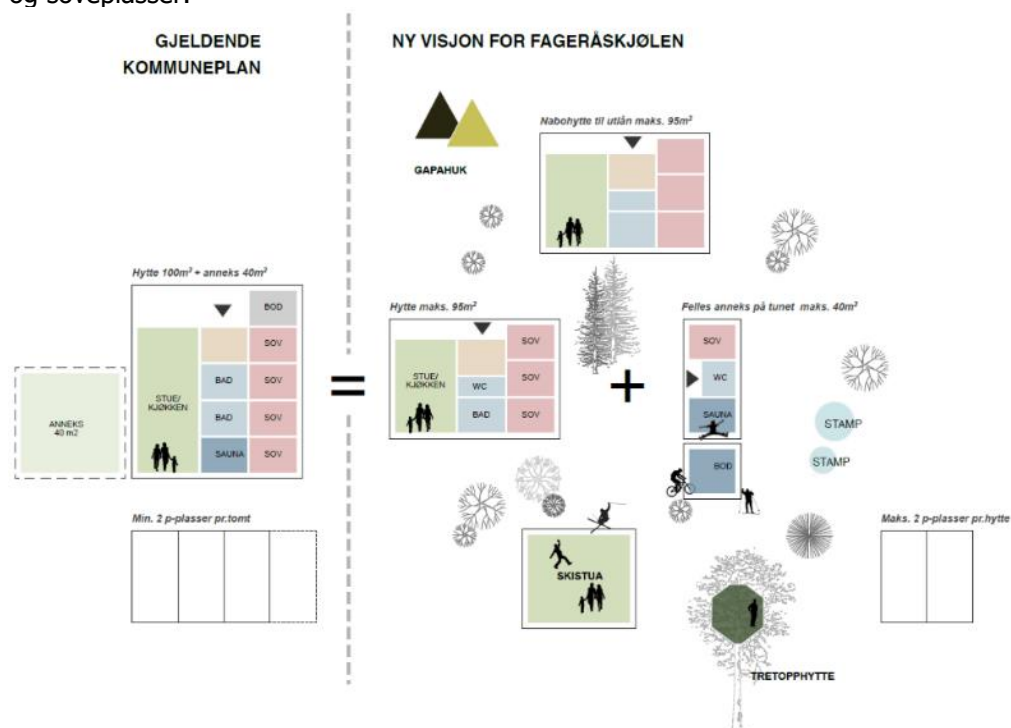 og soveplasser.
GJELDENDE
KOMMUNEPLAN
NY VISJON FOR FAGERÅSKJØLEN
GAPAHUK
Nabohytte til utlån maks. 95m²
Hytte 100m² + anneks 40m²
BOD
SOV
BAD
SOV
STUE/
KJØKKEN
BAD
SOV
SAUNA
SOV
ANNEKS
40 m2
=
Hytte maks. 95m²
SOV
STUE/
KJØKKEN
WC
SOV
BAD
SOV
+
Felles anneks på tunet maks. 40m²
SOV
WC
SAUNA
BOD
STAMP
STAMP
Min. 2 p-plasser pr.tomt
SKISTUA
TRETOPPHYTTE
Maks. 2 p-plasser pr.hytte